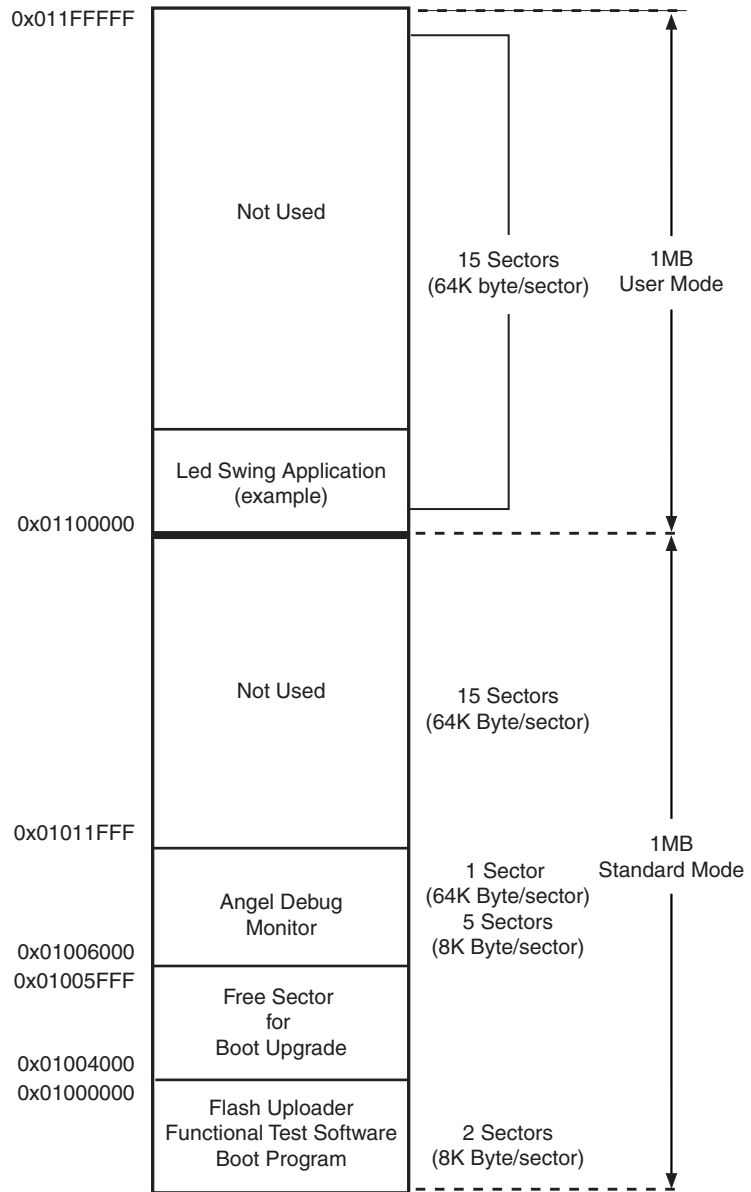 0x011FFFFF
Not Used
15 Sectors
(64K byte/sector)
1MB
User Mode
Led Swing Application
(example)
0x01100000
Not Used
15 Sectors
(64K Byte/sector)
0x01011FFF
1MB
Standard Mode
Angel Debug
Monitor
1 Sector
(64K Byte/sector)
5 Sectors
(8K Byte/sector)
0x01006000
0x01005FFF
Free Sector
for
Boot Upgrade
0x01004000
0x01000000
Flash Uploader
Functional Test Software
Boot Program
2 Sectors
(8K Byte/sector)